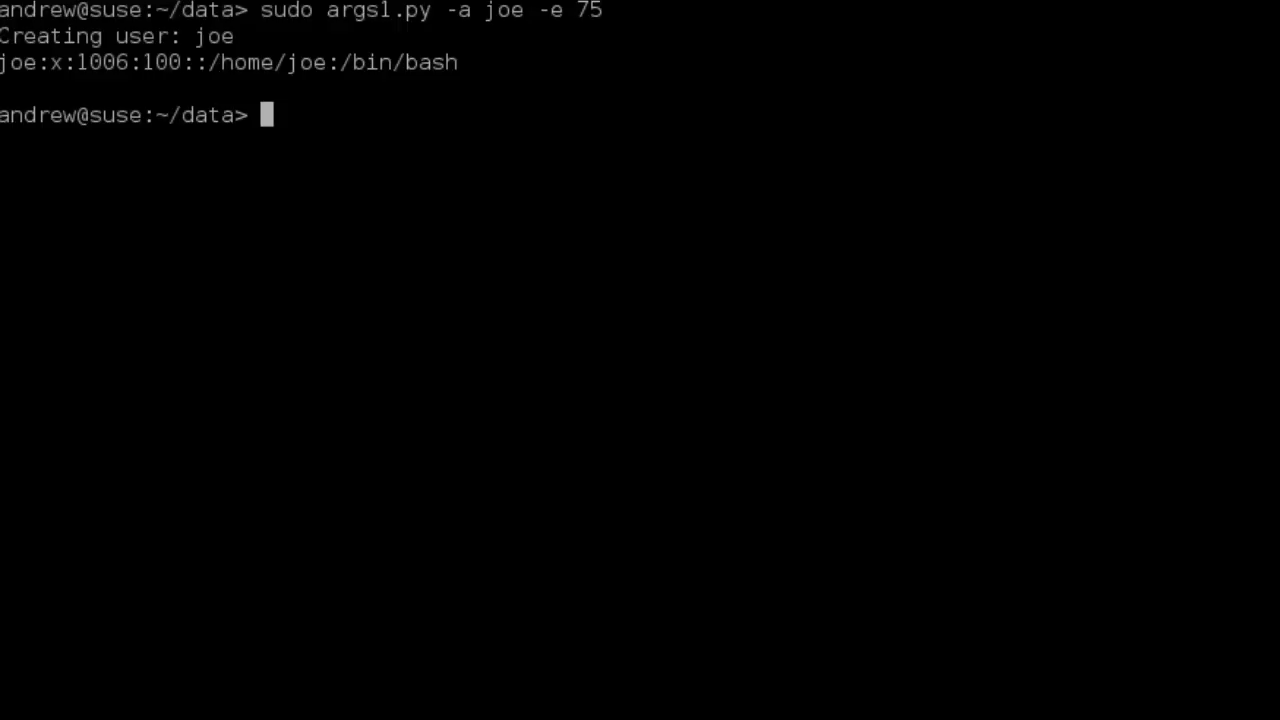 andrew@suse:~/data> sudo args1.py -a joe -e 75
Creating user: joe
joe:x:1006:100::/home/joe:/bin/bash
andrew@suse:~/data>